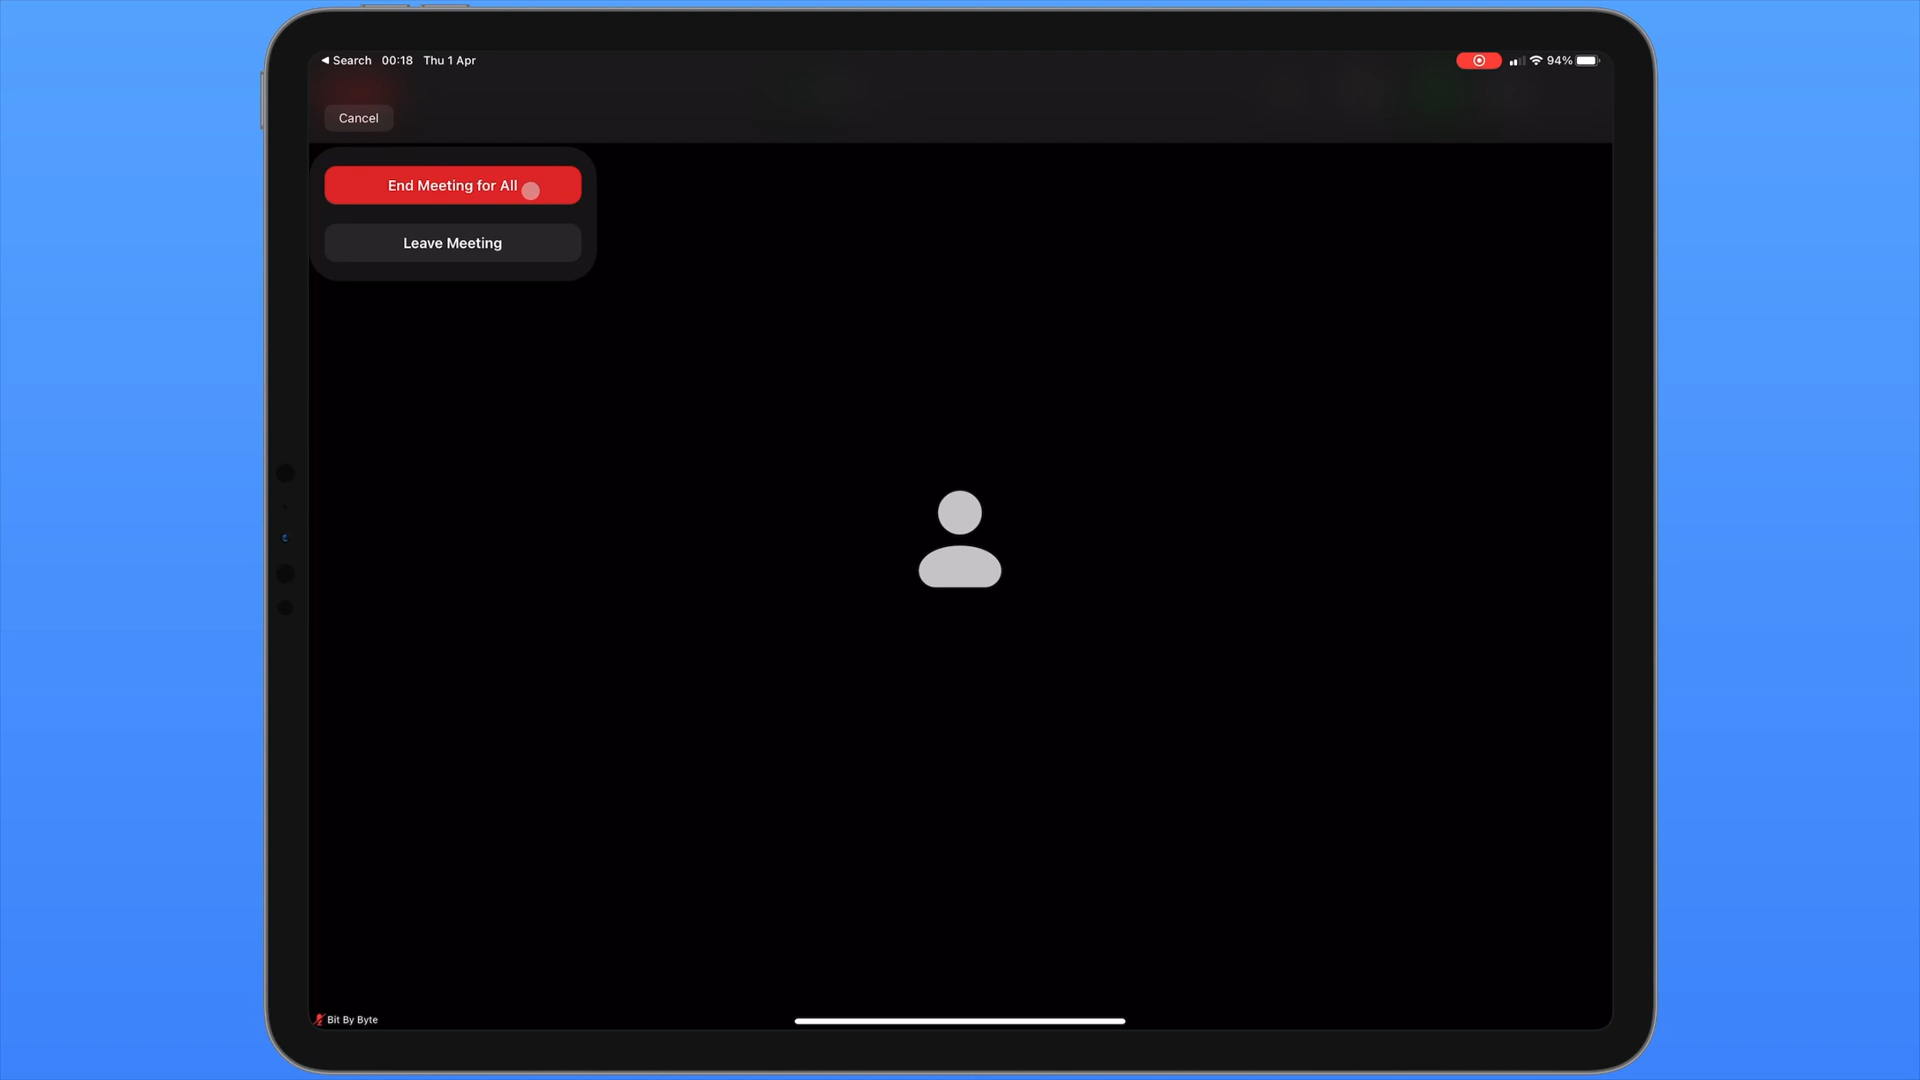 ◀ Search 00:18 Thu 1 Apr
94%
Cancel
End Meeting for All
Leave Meeting
Bit By Byte